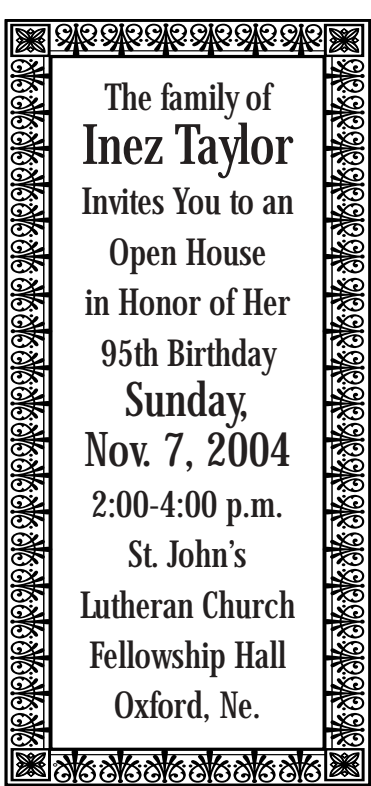 The family of
Inez Taylor
Invites You to an
Open House
in Honor of Her
95th Birthday
Sunday,
Nov. 7, 2004
2:00-4:00 p.m.
St. John’s
Lutheran Church
Fellowship Hall
Oxford, Ne.